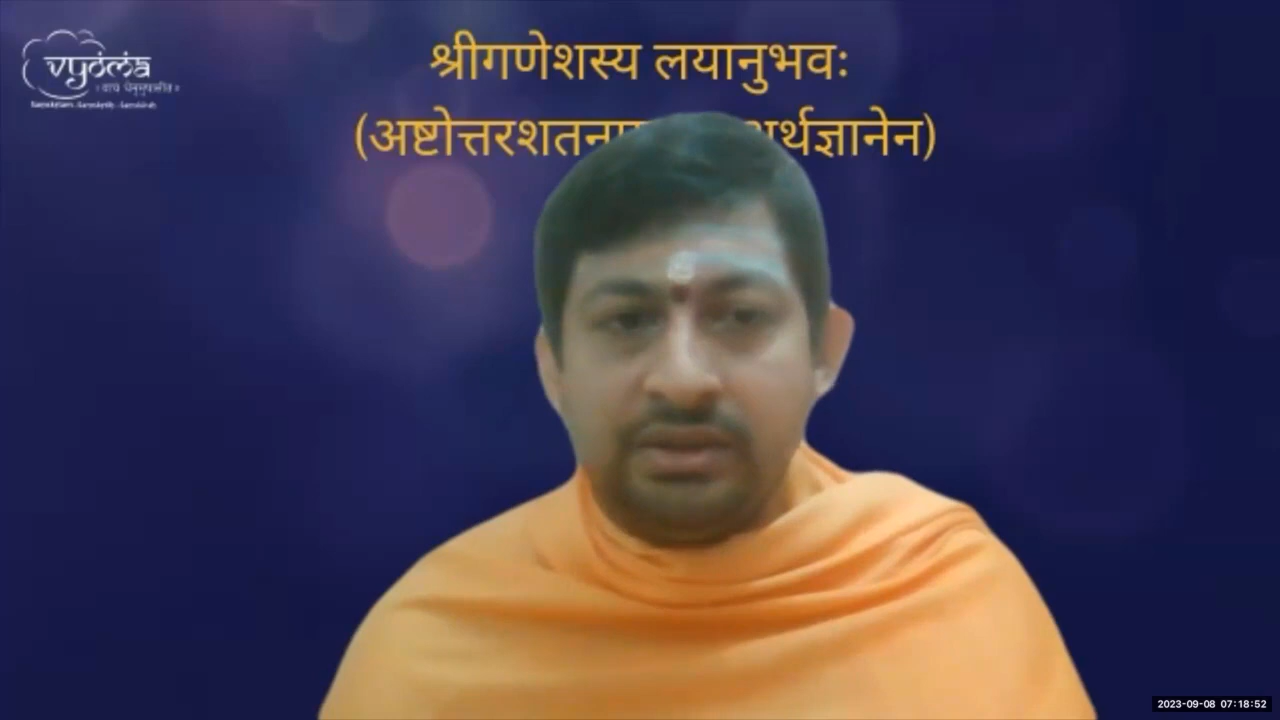 vyoma
श्रीगणेशस्य लयानुभवः
(अष्टोत्तरशतना र्थज्ञानेन)
2023-09-08 07:18:52